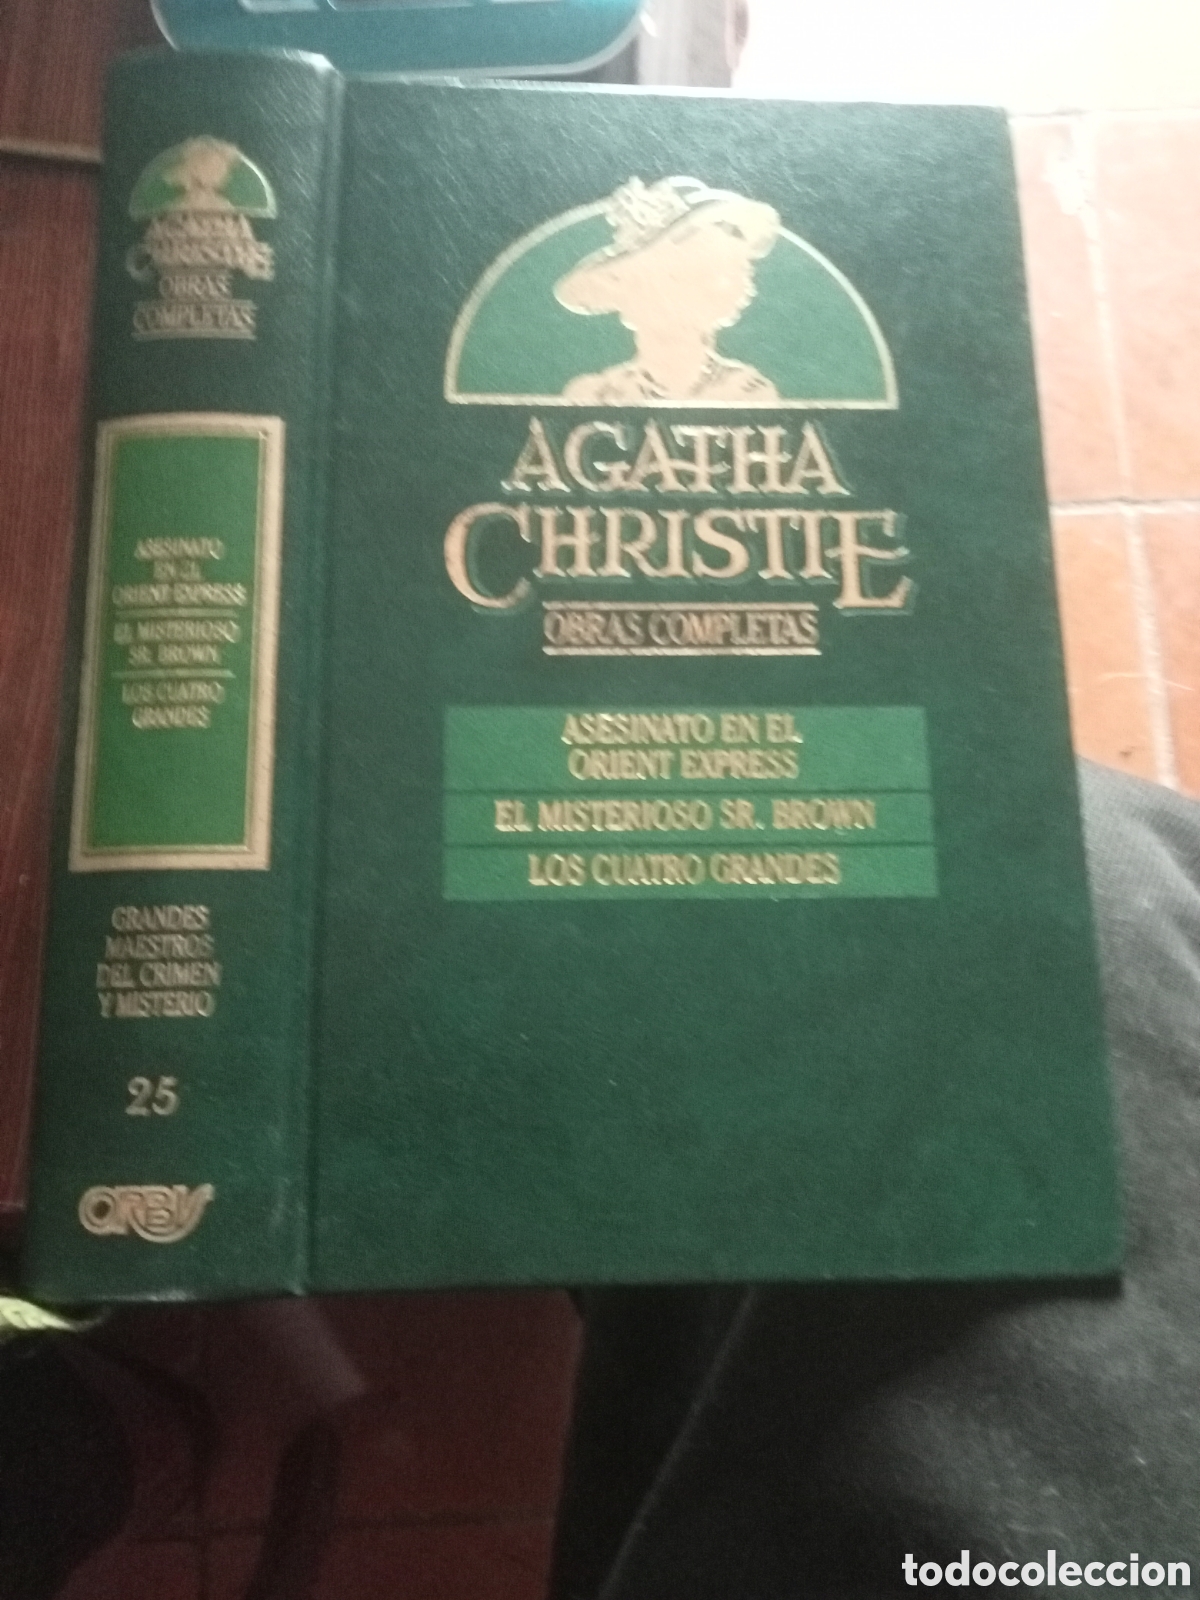 AGATHA
CHRISTIE
OBRAS
COMPLETAS
ASESINATO
EN EL
ORIENT EXPRESS
EL MISTERIOSO
SR. BROWN
LOS CUATRO
GRANDES
GRANDES
MAESTROS
DEL CRIMEN
Y MISTERIO
25
ORBIS
AGATHA
CHRISTIE
OBRAS COMPLETAS
ASESINATO EN EL
ORIENT EXPRESS
EL MISTERIOSO SR. BROWN
LOS CUATRO GRANDES
todocoleccion